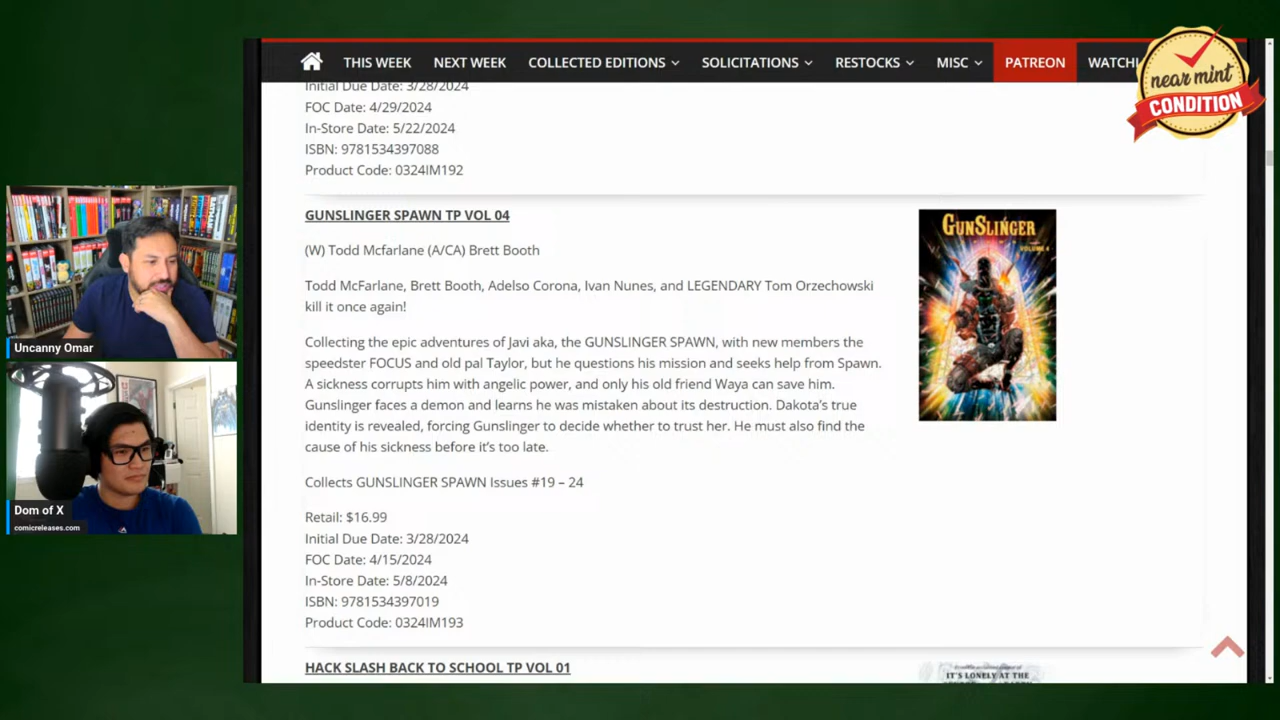 THIS WEEK NEXT WEEK COLLECTED EDITIONS SOLICITATIONS RESTOCKS MISC PATREON
near mint
CONDITION
Initial Due Date: 3/28/2024
FOC Date: 4/29/2024
In-Store Date: 5/22/2024
ISBN: 9781534397088
Product Code: 0324IM192
GUNSLINGER SPAWN TP VOL 04
(W) Todd Mcfarlane (A/CA) Brett Booth
Todd McFarlane, Brett Booth, Adelso Corona, Ivan Nunes, and LEGENDARY Tom Orzechowski
kill it once again!
Collecting the epic adventures of Javi aka, the GUNSLINGER SPAWN, with new members the
speedster FOCUS and old pal Taylor, but he questions his mission and seeks help from Spawn.
A sickness corrupts him with angelic power, and only his old friend Waya can save him.
Gunslinger faces a demon and learns he was mistaken about its destruction. Dakota's true
identity is revealed, forcing Gunslinger to decide whether to trust her. He must also find the
cause of his sickness before it's too late.
Collects GUNSLINGER SPAWN Issues #19 – 24
Retail: $16.99
Initial Due Date: 3/28/2024
FOC Date: 4/15/2024
In-Store Date: 5/8/2024
ISBN: 9781534397019
Product Code: 0324IM193
HACK SLASH BACK TO SCHOOL TP VOL 01
GUNSLINGER
VOLUME 4
IT'S LONELY AT THE
Uncanny Omar
Dom of X
comicreleases.com